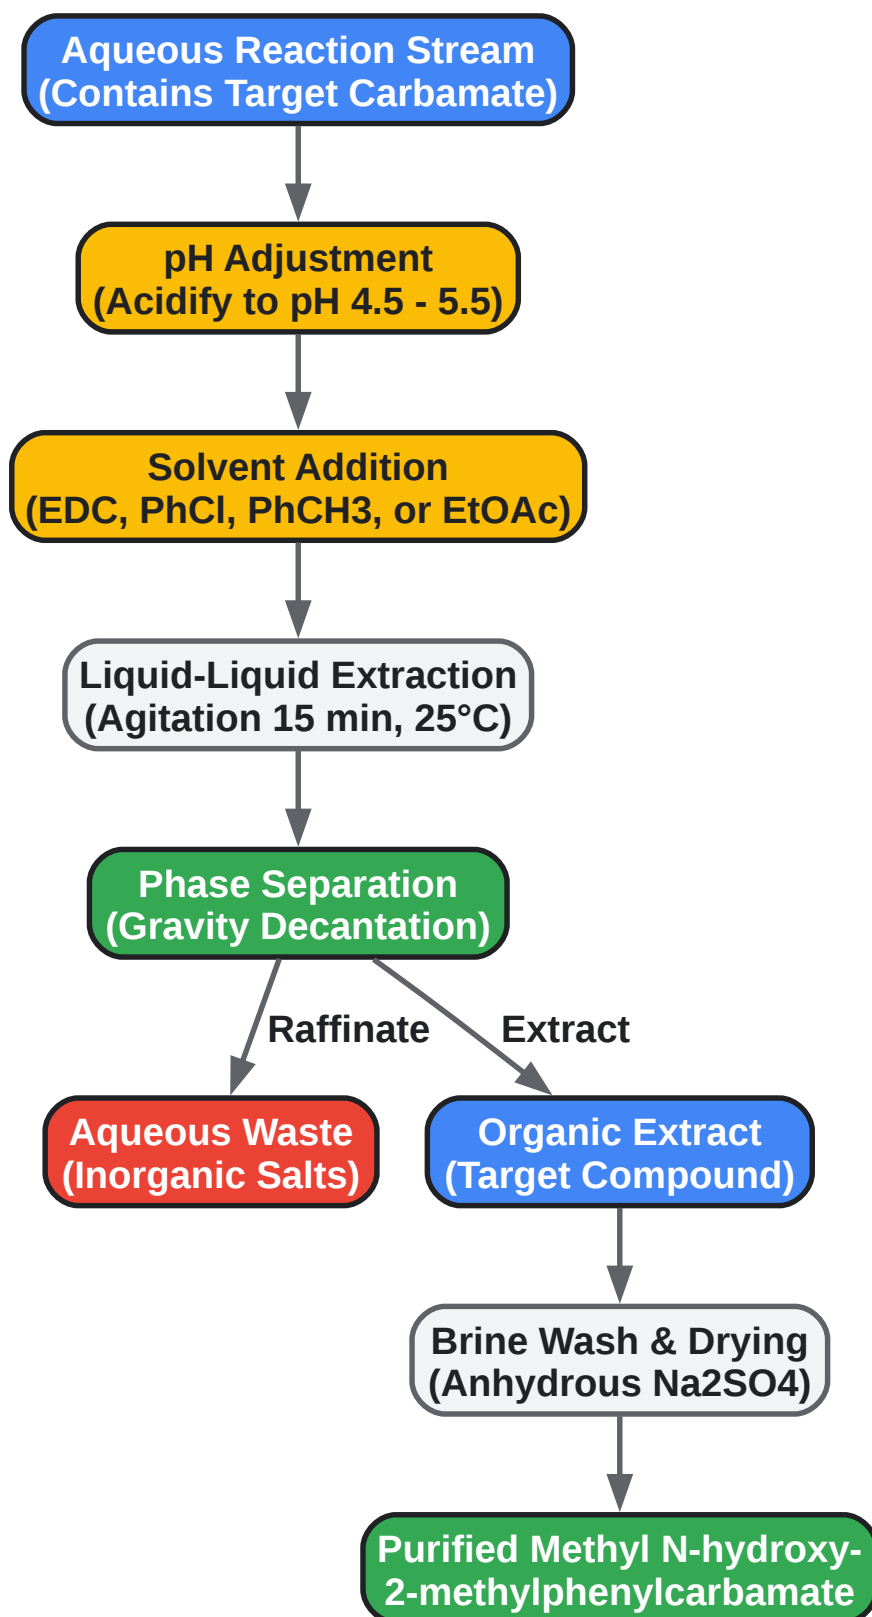 Aqueous Reaction Stream
(Contains Target Carbamate)
pH Adjustment
(Acidify to pH 4.5 - 5.5)
Solvent Addition
(EDC, PhCl, PhCH3, or EtOAc)
Liquid-Liquid Extraction
(Agitation 15 min, 25°C)
Phase Separation
(Gravity Decantation)
Raffinate
Extract
Aqueous Waste
(Inorganic Salts)
Organic Extract
(Target Compound)
Brine Wash & Drying
(Anhydrous Na2SO4)
Purified Methyl N-hydroxy-
2-methylphenylcarbamate